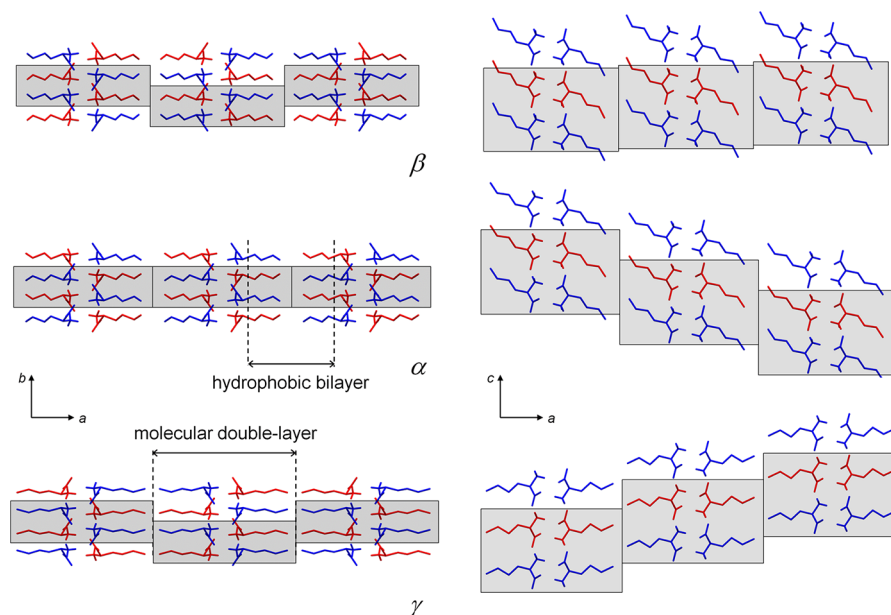 β
hydrophobic bilayer
α
b
a
c
a
molecular double-layer
γ